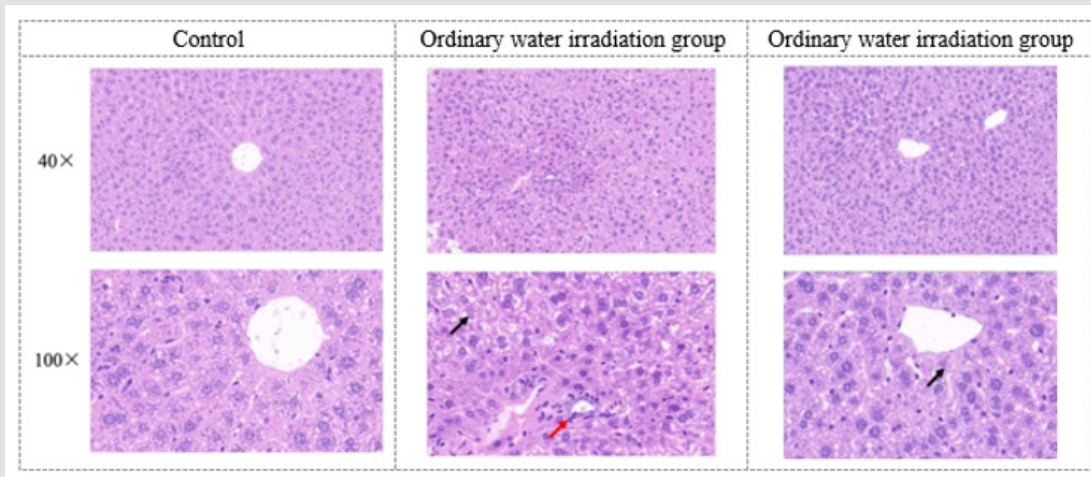 Control
Ordinary water irradiation group
Ordinary water irradiation group
40×
100×